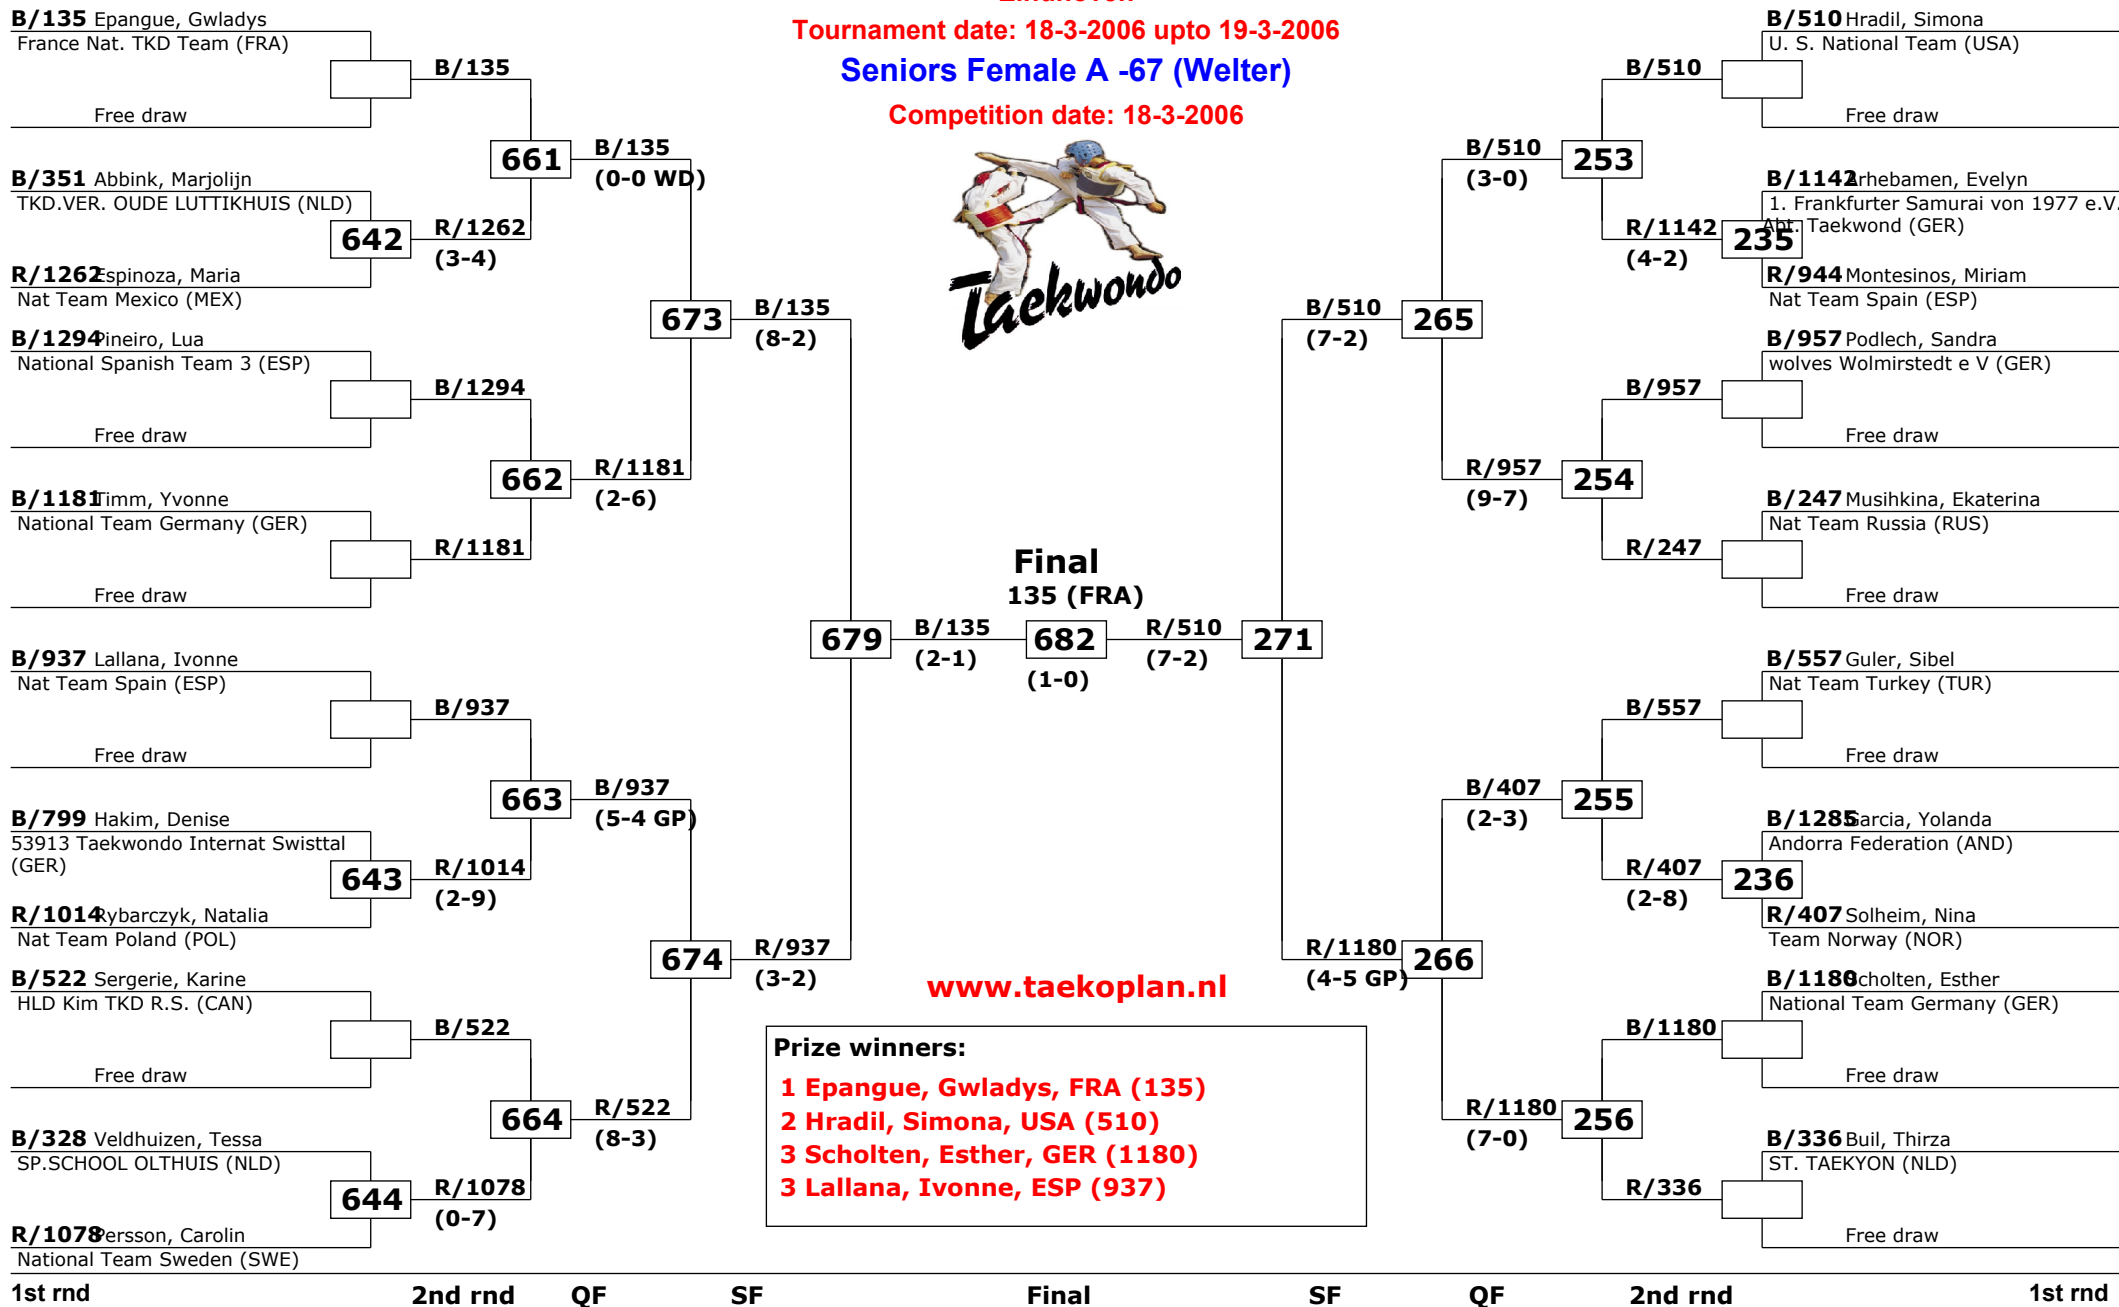 Tournament date: 18-3-2006 upto 19-3-2006
Seniors Female A -67 (Welter)
Competition date: 18-3-2006
Taekwondo
B/135 Epangue, Gwladys
France Nat. TKD Team (FRA)
Free draw
B/351 Abbink, Marjolijn
TKD.VER. OUDE LUTTIKHUIS (NLD)
R/1262 Espinoza, Maria
Nat Team Mexico (MEX)
B/1294 Pineiro, Lua
National Spanish Team 3 (ESP)
Free draw
B/1181 Timm, Yvonne
National Team Germany (GER)
Free draw
B/937 Lallana, Ivonne
Nat Team Spain (ESP)
Free draw
B/799 Hakim, Denise
53913 Taekwondo Internat Swisttal
(GER)
R/1014 Rybarczyk, Natalia
Nat Team Poland (POL)
B/522 Sergerie, Karine
HLD Kim TKD R.S. (CAN)
Free draw
B/328 Veldhuizen, Tessa
SP.SCHOOL OLTHUIS (NLD)
R/1078 Persson, Carolin
National Team Sweden (SWE)
B/135
642
R/1262
(3-4)
B/1294
R/1181
B/937
643
R/1014
(2-9)
B/522
644
R/1078
(0-7)
661
B/135
(0-0 WD)
662
R/1181
(2-6)
663
B/937
(5-4 GP)
664
R/522
(8-3)
673
B/135
(8-2)
674
R/937
(3-2)
679
B/135
(2-1)
Final
135 (FRA)
682
(1-0)
R/510
(7-2)
271
B/510
(7-2)
265
R/1180
(4-5 GP)
266
B/510
(3-0)
253
R/957
(9-7)
254
B/407
(2-3)
255
R/1180
(7-0)
256
B/510
R/1142
(4-2)
235
B/957
R/247
B/557
R/407
(2-8)
236
B/1180
R/336
B/510 Hradil, Simona
U. S. National Team (USA)
Free draw
B/1142 Arhebamen, Evelyn
1. Frankfurter Samurai von 1977 e.V.
Abt. Taekwond (GER)
R/944 Montesinos, Miriam
Nat Team Spain (ESP)
B/957 Podlech, Sandra
wolves Wolmirstedt e V (GER)
Free draw
B/247 Musihkina, Ekaterina
Nat Team Russia (RUS)
Free draw
B/557 Guler, Sibel
Nat Team Turkey (TUR)
Free draw
B/1285 Garcia, Yolanda
Andorra Federation (AND)
R/407 Solheim, Nina
Team Norway (NOR)
B/1180 Scholten, Esther
National Team Germany (GER)
Free draw
B/336 Buil, Thirza
ST. TAEKYON (NLD)
Free draw
www.taekoplan.nl
Prize winners:
1 Epangue, Gwladys, FRA (135)
2 Hradil, Simona, USA (510)
3 Scholten, Esther, GER (1180)
3 Lallana, Ivonne, ESP (937)
1st rnd 2nd rnd QF SF Final SF QF 2nd rnd 1st rnd